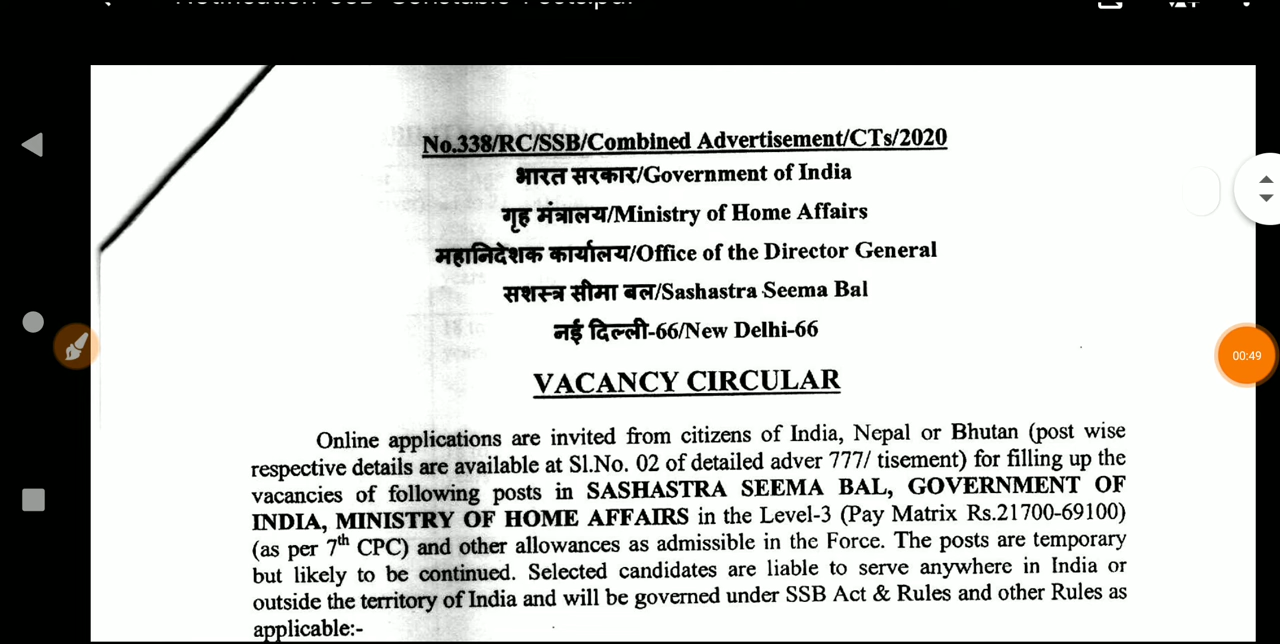 No.338/RC/SSB/Combined Advertisement/CTs/2020
भारत सरकार/Government of India
गृह मंत्रालय/Ministry of Home Affairs
महानिदेशक कार्यालय/Office of the Director General
सशस्त्र सीमा बल/Sashastra Seema Bal
नई दिल्ली-66/New Delhi-66
VACANCY CIRCULAR
00:49
Online applications are invited from citizens of India, Nepal or Bhutan (post wise
respective details are available at Sl.No. 02 of detailed adver 777/ tisement) for filling up the
vacancies of following posts in SASHASTRA SEEMA BAL, GOVERNMENT OF
INDIA, MINISTRY OF HOME AFFAIRS in the Level-3 (Pay Matrix Rs.21700-69100)
(as per 7th CPC) and other allowances as admissible in the Force. The posts are temporary
but likely to be continued. Selected candidates are liable to serve anywhere in India or
outside the territory of India and will be governed under SSB Act & Rules and other Rules as
applicable:-